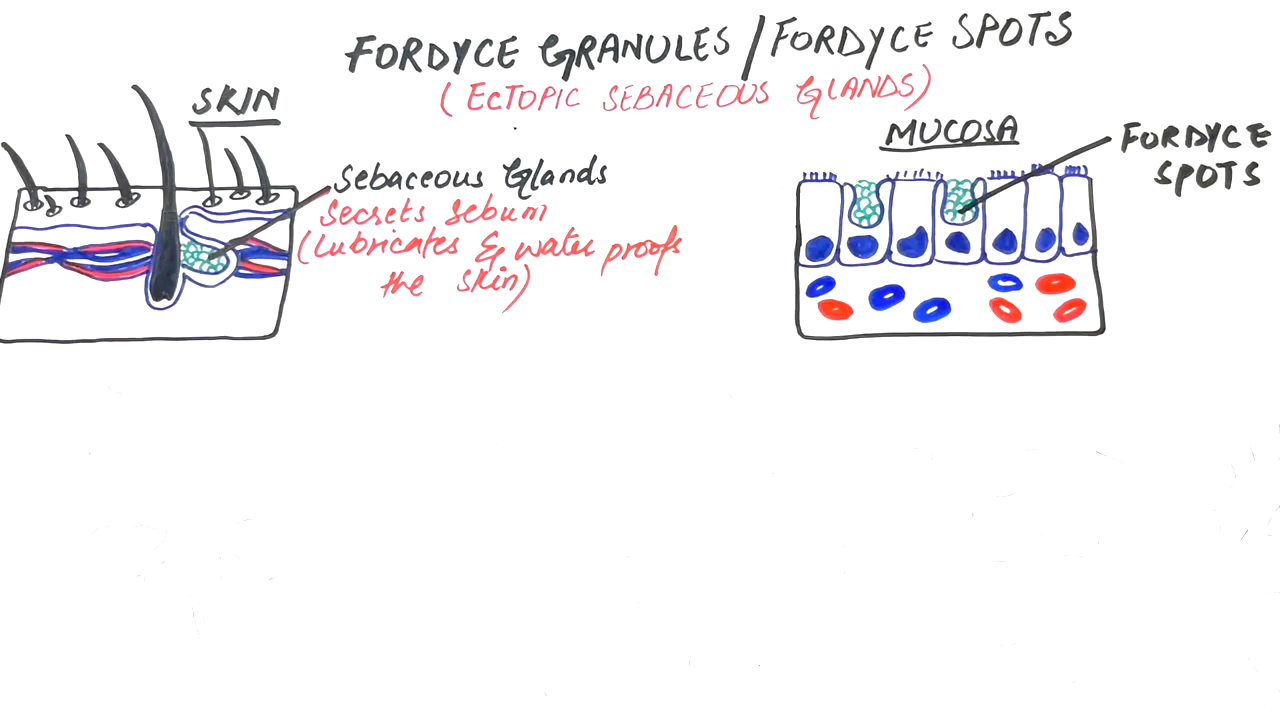 FORDYCE GRANULES / FORDYCE SPOTS
(ECTOPIC SEBACEOUS GLANDS)
SKIN
Sebaceous Glands
Secrets Sebum
(Lubricates & water proofs
the skin)
MUCOSA
FORDYCE
SPOTS